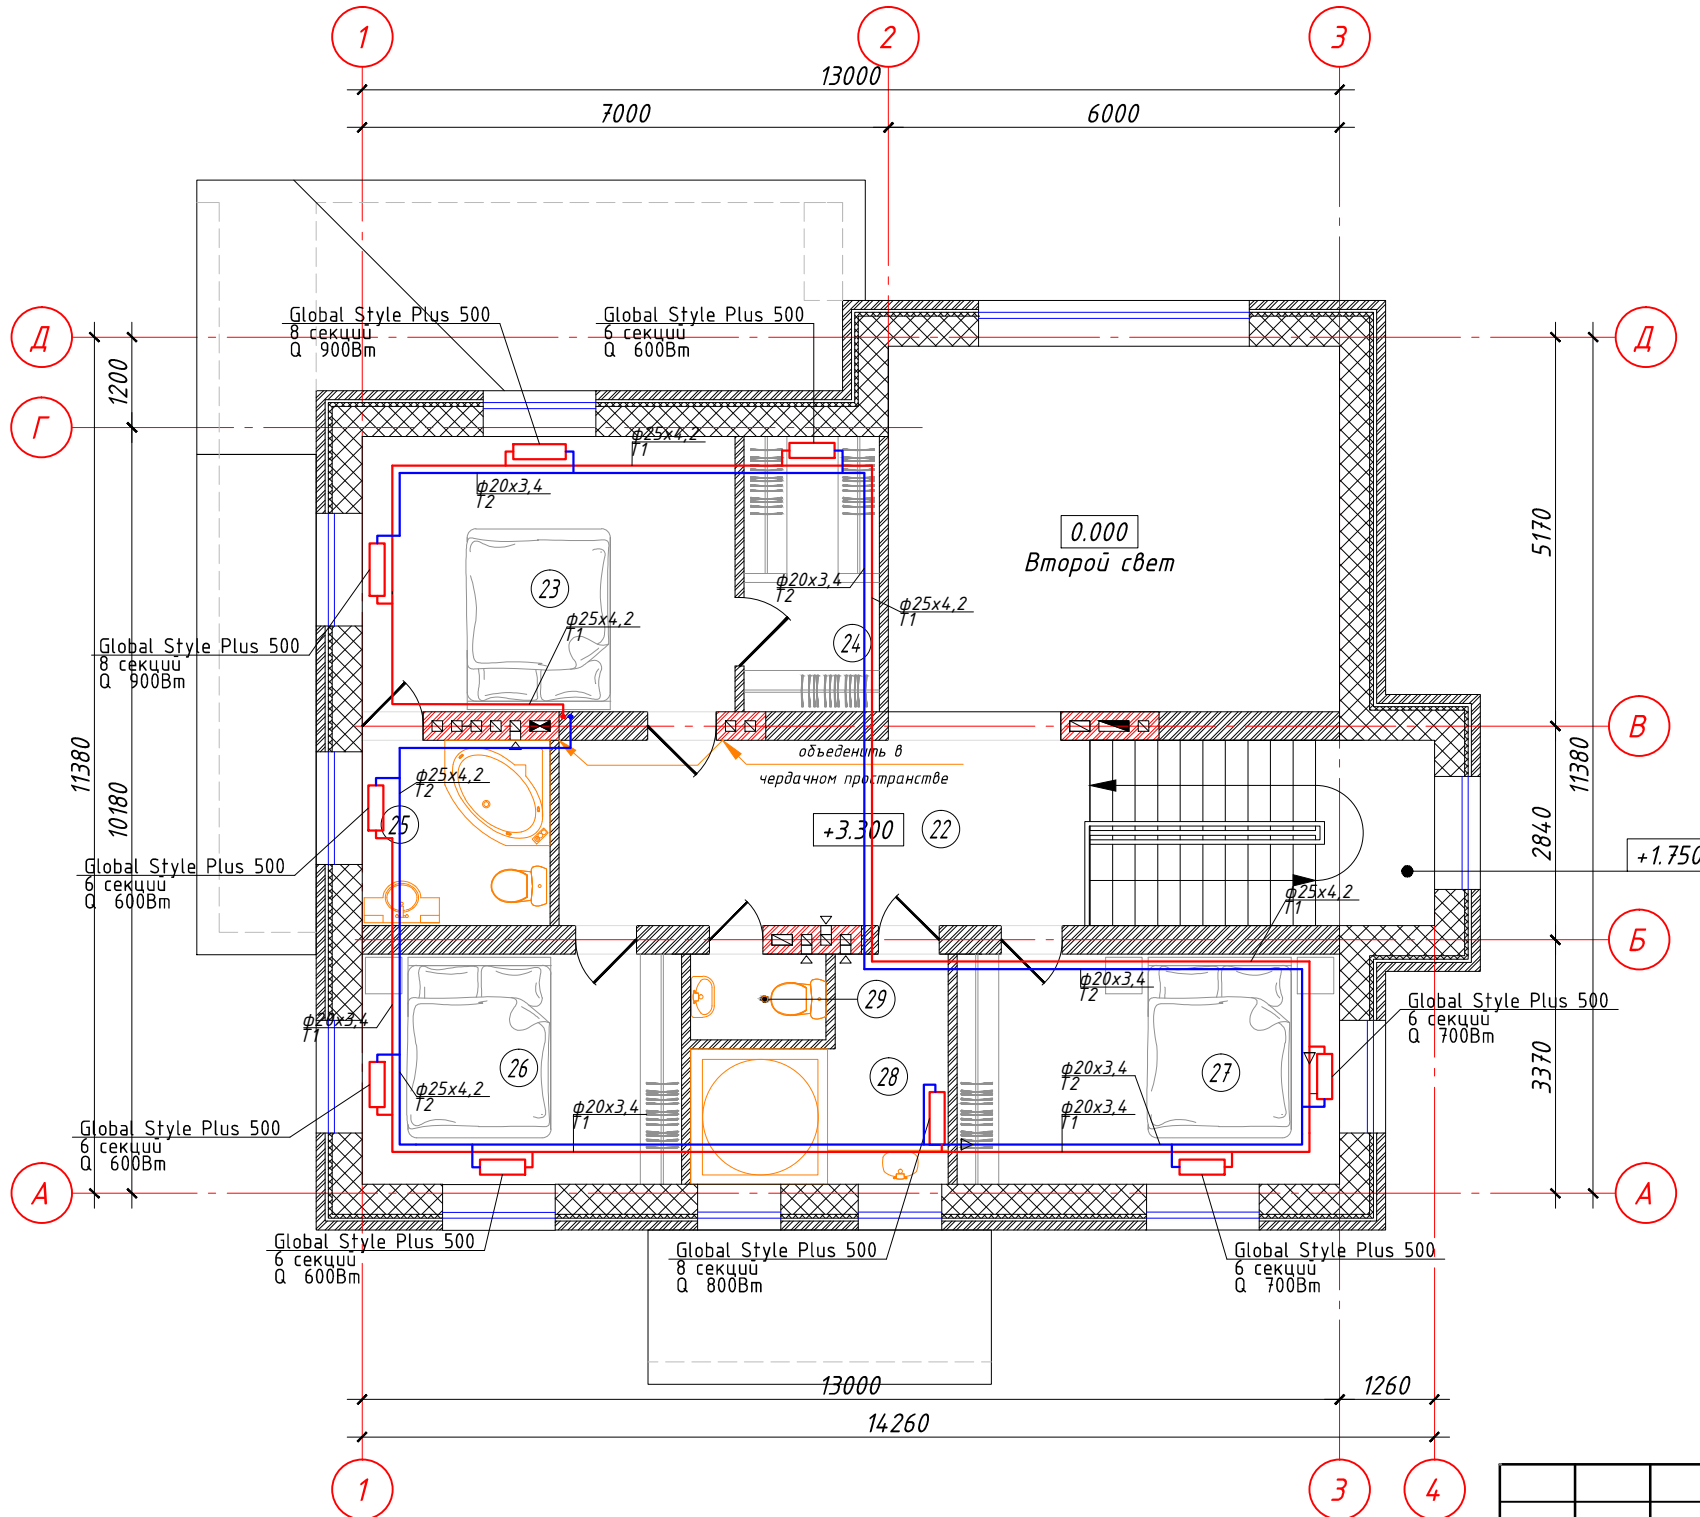 1
2
3
13000
7000
6000
Global Style Plus 500
8 секций
Q 900Вт
Global Style Plus 500
6 секций
Q 600Вт
Д
Д
1200
Г
ф25х4,2
Т1
ф20х3,4
Т2
0.000
Второй свет
5170
23
ф20х3,4
Т2
ф25х4,2
Т1
ф25х4,2
Т1
24
Global Style Plus 500
8 секций
Q 900Вт
В
объеденить в
чердачном пространстве
11380
10180
11380
ф25х4,2
Т2
25
+3.300
22
2840
+1.750
Global Style Plus 500
6 секций
Q 600Вт
ф25х4,2
Т1
Б
ф20х3,4
Т2
29
Global Style Plus 500
6 секций
Q 700Вт
ф20х3,4
Т1
26
28
27
3370
ф25х4,2
Т2
ф20х3,4
Т2
ф20х3,4
Т1
ф20х3,4
Т1
Global Style Plus 500
6 секций
Q 600Вт
А
А
Global Style Plus 500
6 секций
Q 600Вт
Global Style Plus 500
8 секций
Q 800Вт
Global Style Plus 500
6 секций
Q 700Вт
13000
1260
14260
1
3
4